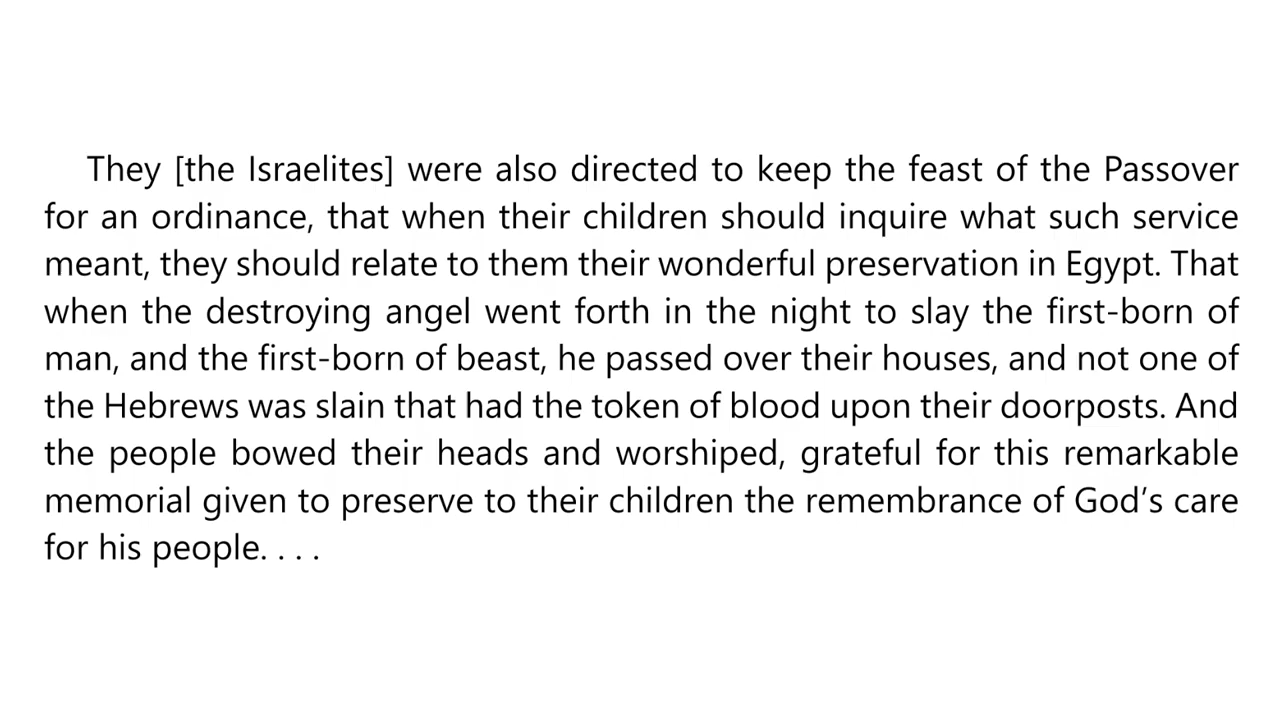 They [the Israelites] were also directed to keep the feast of the Passover
for an ordinance, that when their children should inquire what such service
meant, they should relate to them their wonderful preservation in Egypt. That
when the destroying angel went forth in the night to slay the first-born of
man, and the first-born of beast, he passed over their houses, and not one of
the Hebrews was slain that had the token of blood upon their doorposts. And
the people bowed their heads and worshiped, grateful for this remarkable
memorial given to preserve to their children the remembrance of God’s care
for his people. . . .